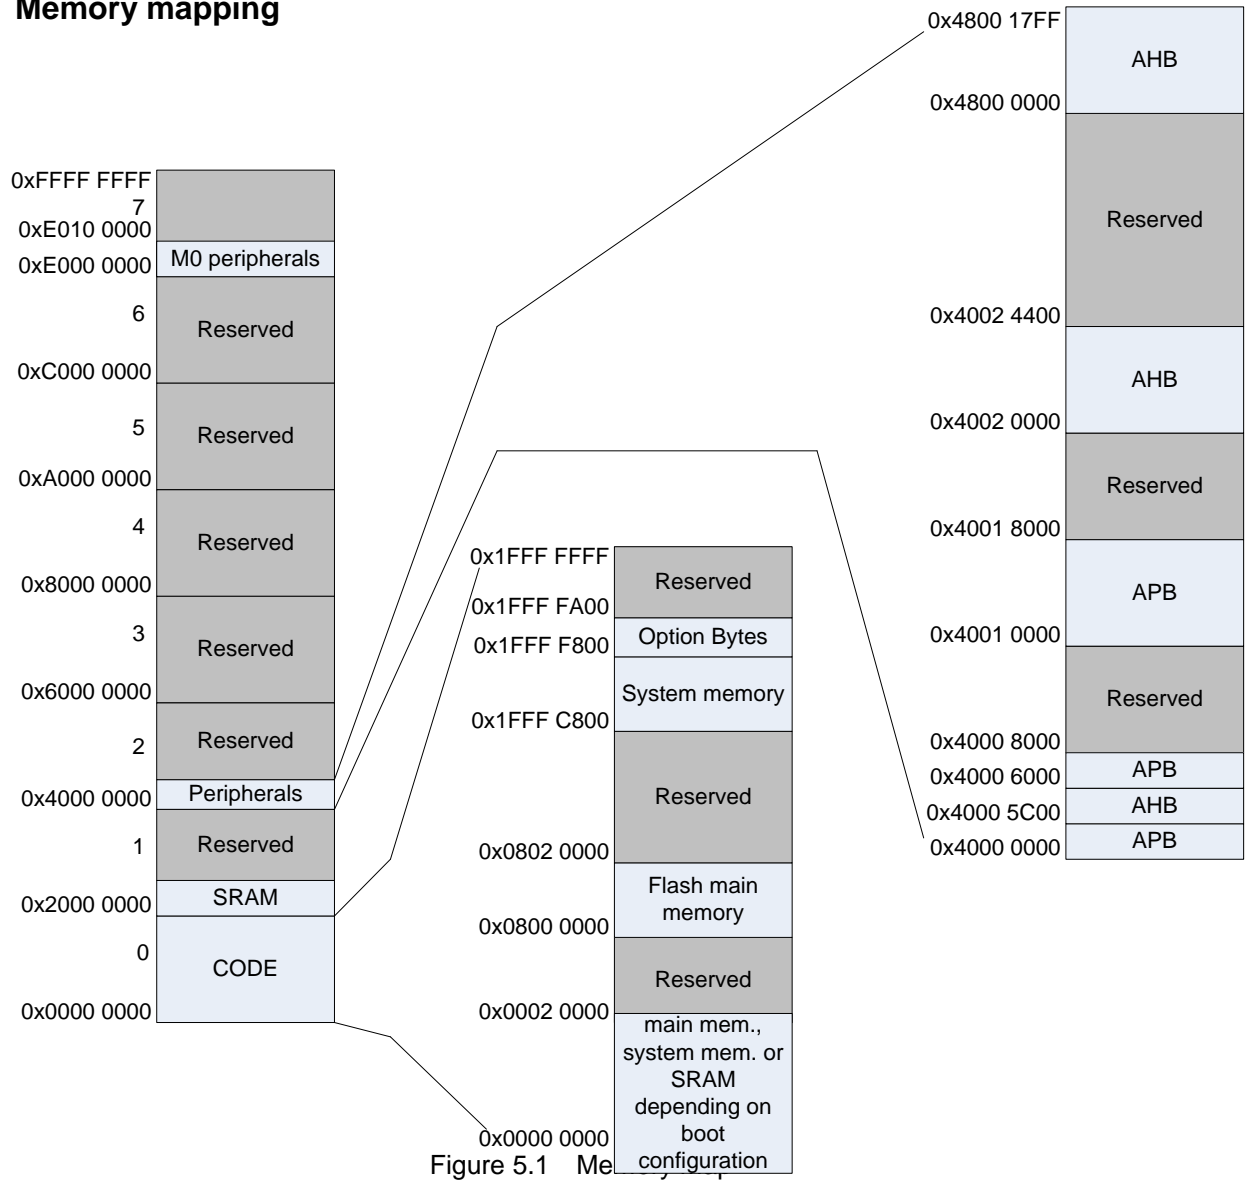 Memory mapping
0xFFFF FFFF
7
0xE010 0000
M0 peripherals
0xE000 0000
6
Reserved
0xC000 0000
5
Reserved
0xA000 0000
4
Reserved
0x8000 0000
3
Reserved
0x6000 0000
2
Reserved
Peripherals
0x4000 0000
1
Reserved
SRAM
0x2000 0000
0
CODE
0x0000 0000
0x1FFF FFFF
Reserved
0x1FFF FA00
Option Bytes
0x1FFF F800
System memory
0x1FFF C800
Reserved
0x0802 0000
Flash main
memory
0x0800 0000
Reserved
0x0002 0000
main mem.,
system mem. or
SRAM
depending on
boot
configuration
0x0000 0000
0x4800 17FF
AHB
0x4800 0000
Reserved
0x4002 4400
AHB
0x4002 0000
Reserved
0x4001 8000
APB
0x4001 0000
Reserved
0x4000 8000
APB
0x4000 6000
AHB
0x4000 5C00
APB
0x4000 0000
Figure 5.1